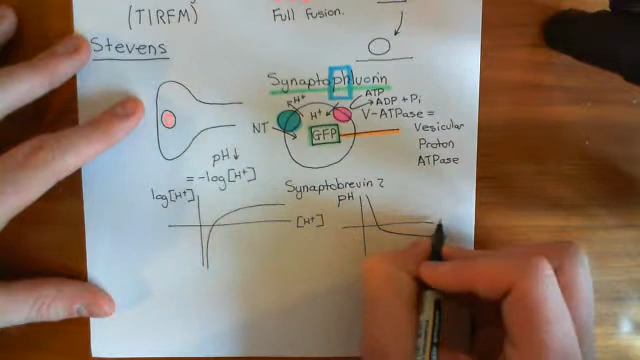 (TIRFM)
Full Fusion.
Stevens
Synaptophluorin
H+
ATP
ADP + Pi
H+
V-ATPase =
Vesicular
Proton
ATPase
NT
GFP
pH↓
= -log[H+]
Synaptobrevin 2
log[H+]
[H+]
pH